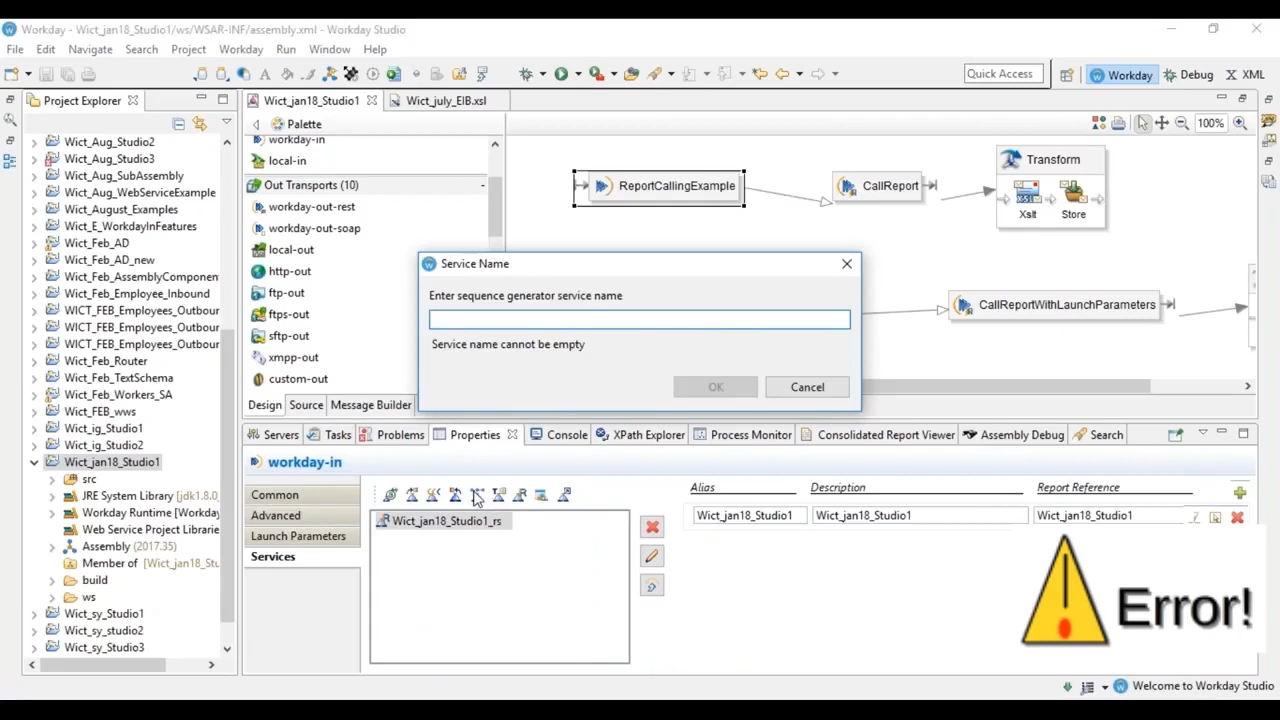 Workday - Wict_jan18_Studio1/ws/WSAR-INF/assembly.xml - Workday Studio
File Edit Navigate Search Project Workday Run Window Help
Quick Access
Workday
Debug
XML
Project Explorer
Wict_Aug_Studio2
Wict_Aug_Studio3
Wict_Aug_SubAssembly
Wict_Aug_WebServiceExample
Wict_August_Examples
Wict_E_WorkdayInFeatures
Wict_Feb_AD
Wict_Feb_AD_new
Wict_Feb_AssemblyComponen
Wict_Feb_Employee_Inbound
WICT_FEB_Employees_Outbour
WICT_FEB_Employees_Outbour
WICT_FEB_Employees_Outbour
Wict_Feb_Router
Wict_Feb_TextSchema
Wict_Feb_Workers_SA
Wict_FEB_wws
Wict_ig_Studio1
Wict_ig_Studio2
Wict_jan18_Studio1
src
JRE System Library [jdk1.8.0_
Workday Runtime [Workday
Web Service Project Librarie
Assembly (2017.35)
Member of [Wict_jan18_Stu
build
ws
Wict_sy_Studio1
Wict_sy_studio2
Wict_sy_Studio3
Wict_jan18_Studio1
Wict_july_EIB.xsl
Palette
workday-in
local-in
Out Transports (10)
workday-out-rest
workday-out-soap
local-out
http-out
ftp-out
ftps-out
sftp-out
xmpp-out
custom-out
100%
ReportCallingExample
CallReport
Transform
Xslt
Store
CallReportWithLaunchParameters
Service Name
Enter sequence generator service name
Service name cannot be empty
OK
Cancel
Design Source Message Builder
Servers Tasks Problems Properties Console XPath Explorer Process Monitor Consolidated Report Viewer Assembly Debug Search
workday-in
Common
Advanced
Launch Parameters
Services
Wict_jan18_Studio1_rs
Alias Description Report Reference
Wict_jan18_Studio1 Wict_jan18_Studio1 Wict_jan18_Studio1
Error!
Welcome to Workday Studio